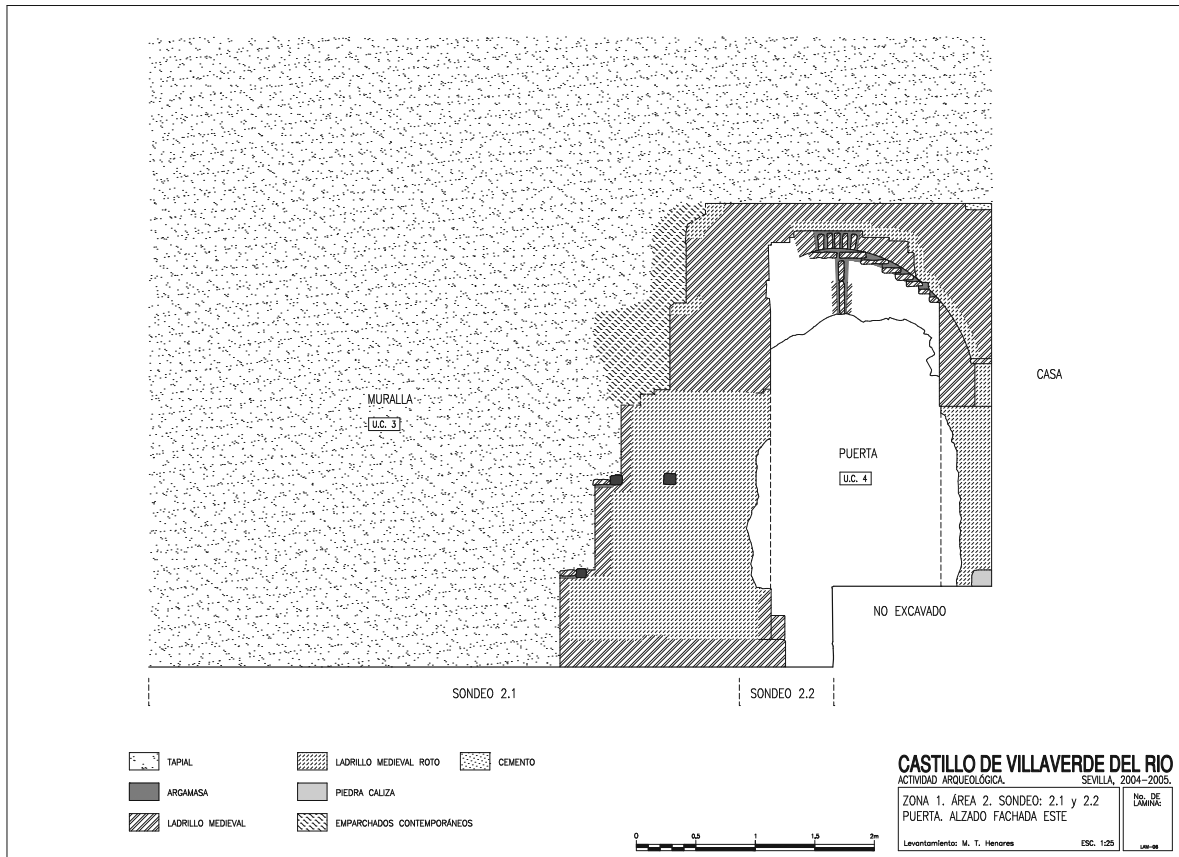 MURALLA
U.C. 3
CASA
PUERTA
U.C. 4
NO EXCAVADO
SONDEO 2.1
SONDEO 2.2
TAPIAL
ARGAMASA
LADRILLO MEDIEVAL
LADRILLO MEDIEVAL ROTO
PIEDRA CALIZA
EMPARCHADOS CONTEMPORÁNEOS
CEMENTO
0 0,5 1 1,5 2m
CASTILLO DE VILLAVERDE DEL RIO
ACTIVIDAD ARQUEOLÓGICA. SEVILLA, 2004-2005.
ZONA 1. ÁREA 2. SONDEO: 2.1 y 2.2
PUERTA. ALZADO FACHADA ESTE
Levantamiento: M. T. Henares ESC. 1:25
No. DE
LAMINA:
LAM-06